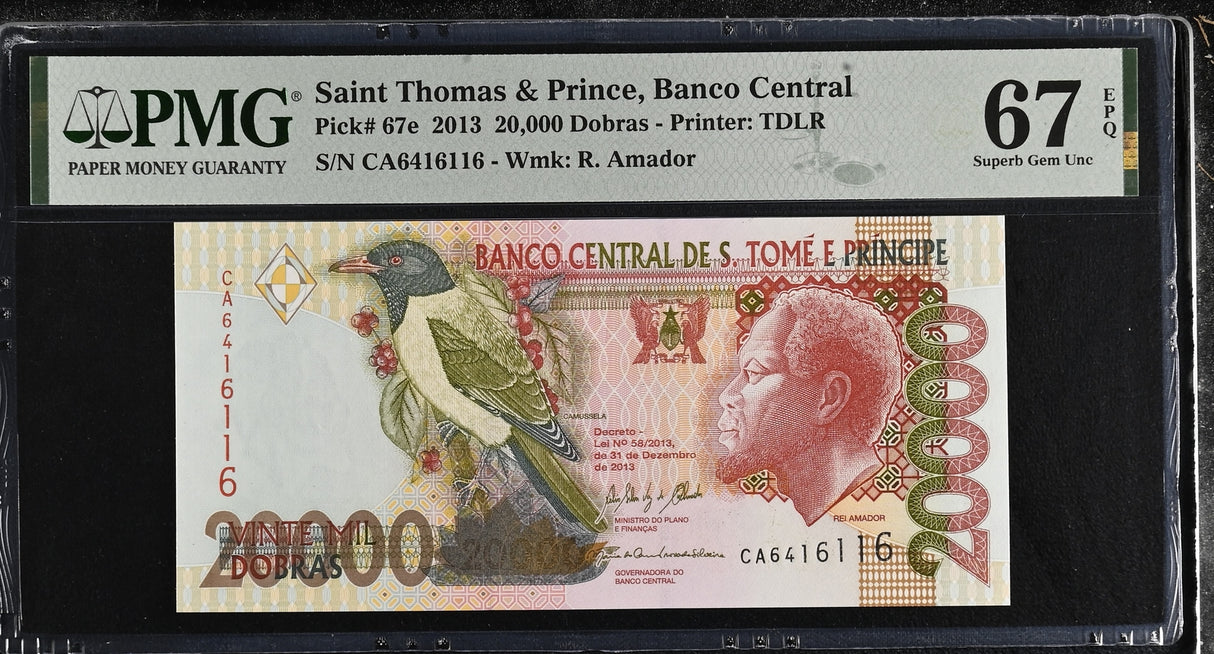 PMG®
PAPER MONEY GUARANTY
Saint Thomas & Prince, Banco Central
Pick# 67e 2013 20,000 Dobras - Printer: TDLR
S/N CA6416116 - Wmk: R. Amador
67
EPQ
Superb Gem Unc
BANCO CENTRAL DE S. TOMÉ E PRÍNCIPE
CA6416116
CAMUSSELA
Decreto -
Lei Nº 58/2013,
de 31 de Dezembro
de 2013
MINISTRO DO PLANO
E FINANÇAS
REI AMADOR
20000
20000
VINTE MIL
DOBRAS
GOVERNADORA DO
BANCO CENTRAL
CA6416116